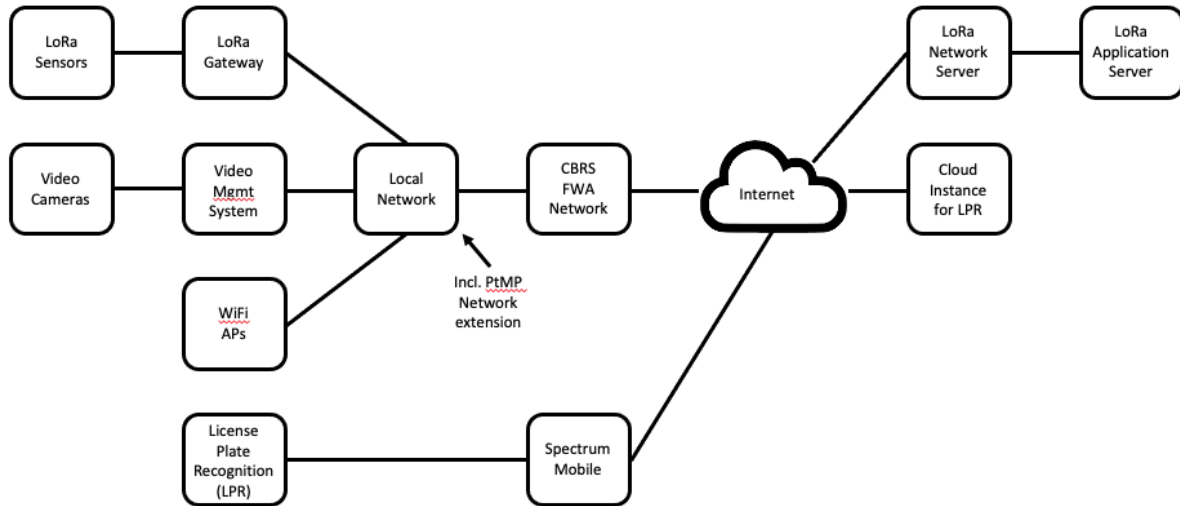 LoRa
Sensors
LoRa
Gateway
LoRa
Network
Server
LoRa
Application
Server
Video
Cameras
Video
Mgmt
System
Local
Network
CBRS
FWA
Network
Internet
Cloud
Instance
for LPR
Incl. PtMP
Network
extension
WiFi
APs
License
Plate
Recognition
(LPR)
Spectrum
Mobile